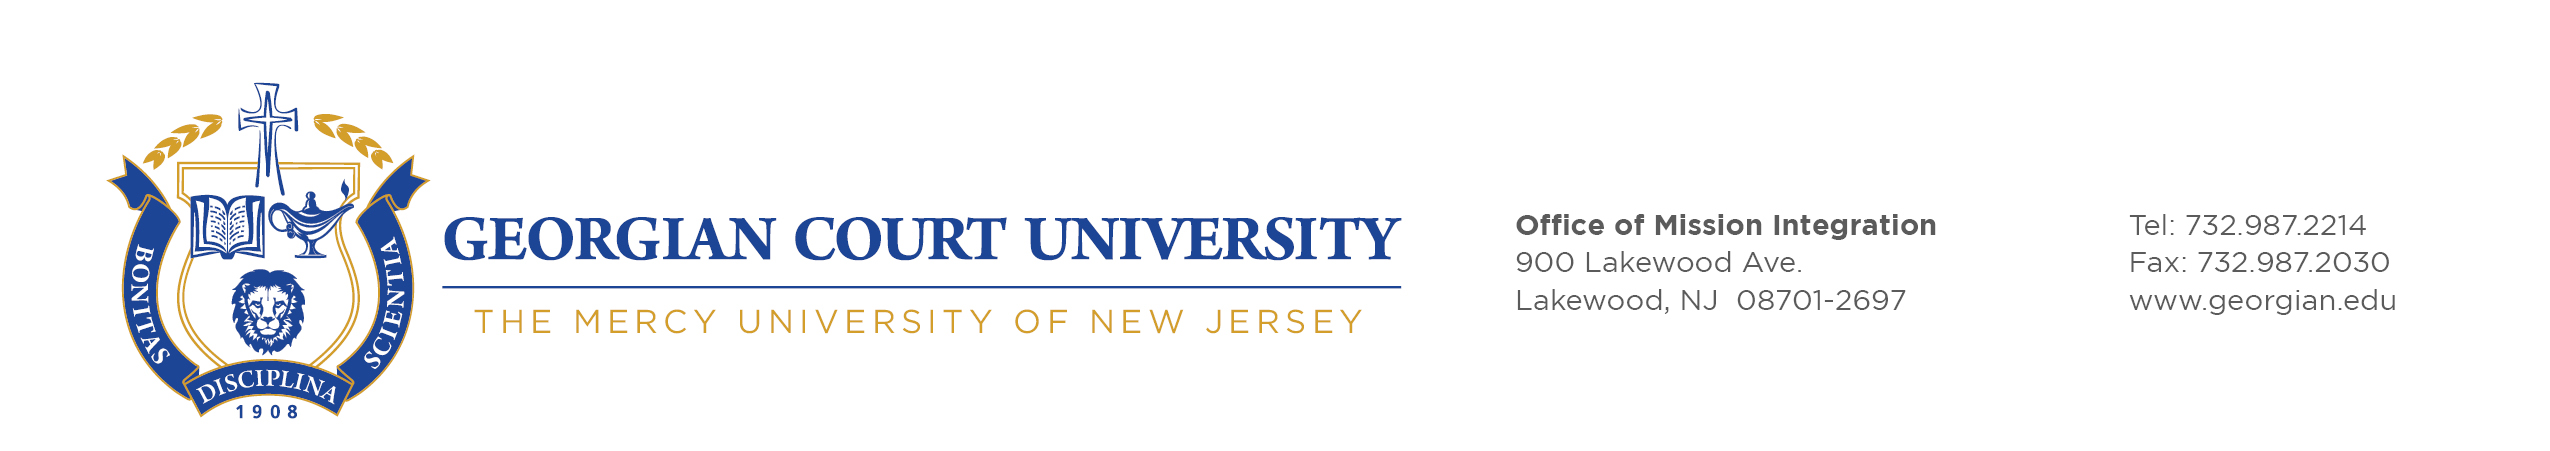 BONITAS
DISCIPLINA
SCIENTIA
1908
GEORGIAN COURT UNIVERSITY
THE MERCY UNIVERSITY OF NEW JERSEY
Office of Mission Integration
900 Lakewood Ave.
Lakewood, NJ  08701-2697
Tel: 732.987.2214
Fax: 732.987.2030
www.georgian.edu